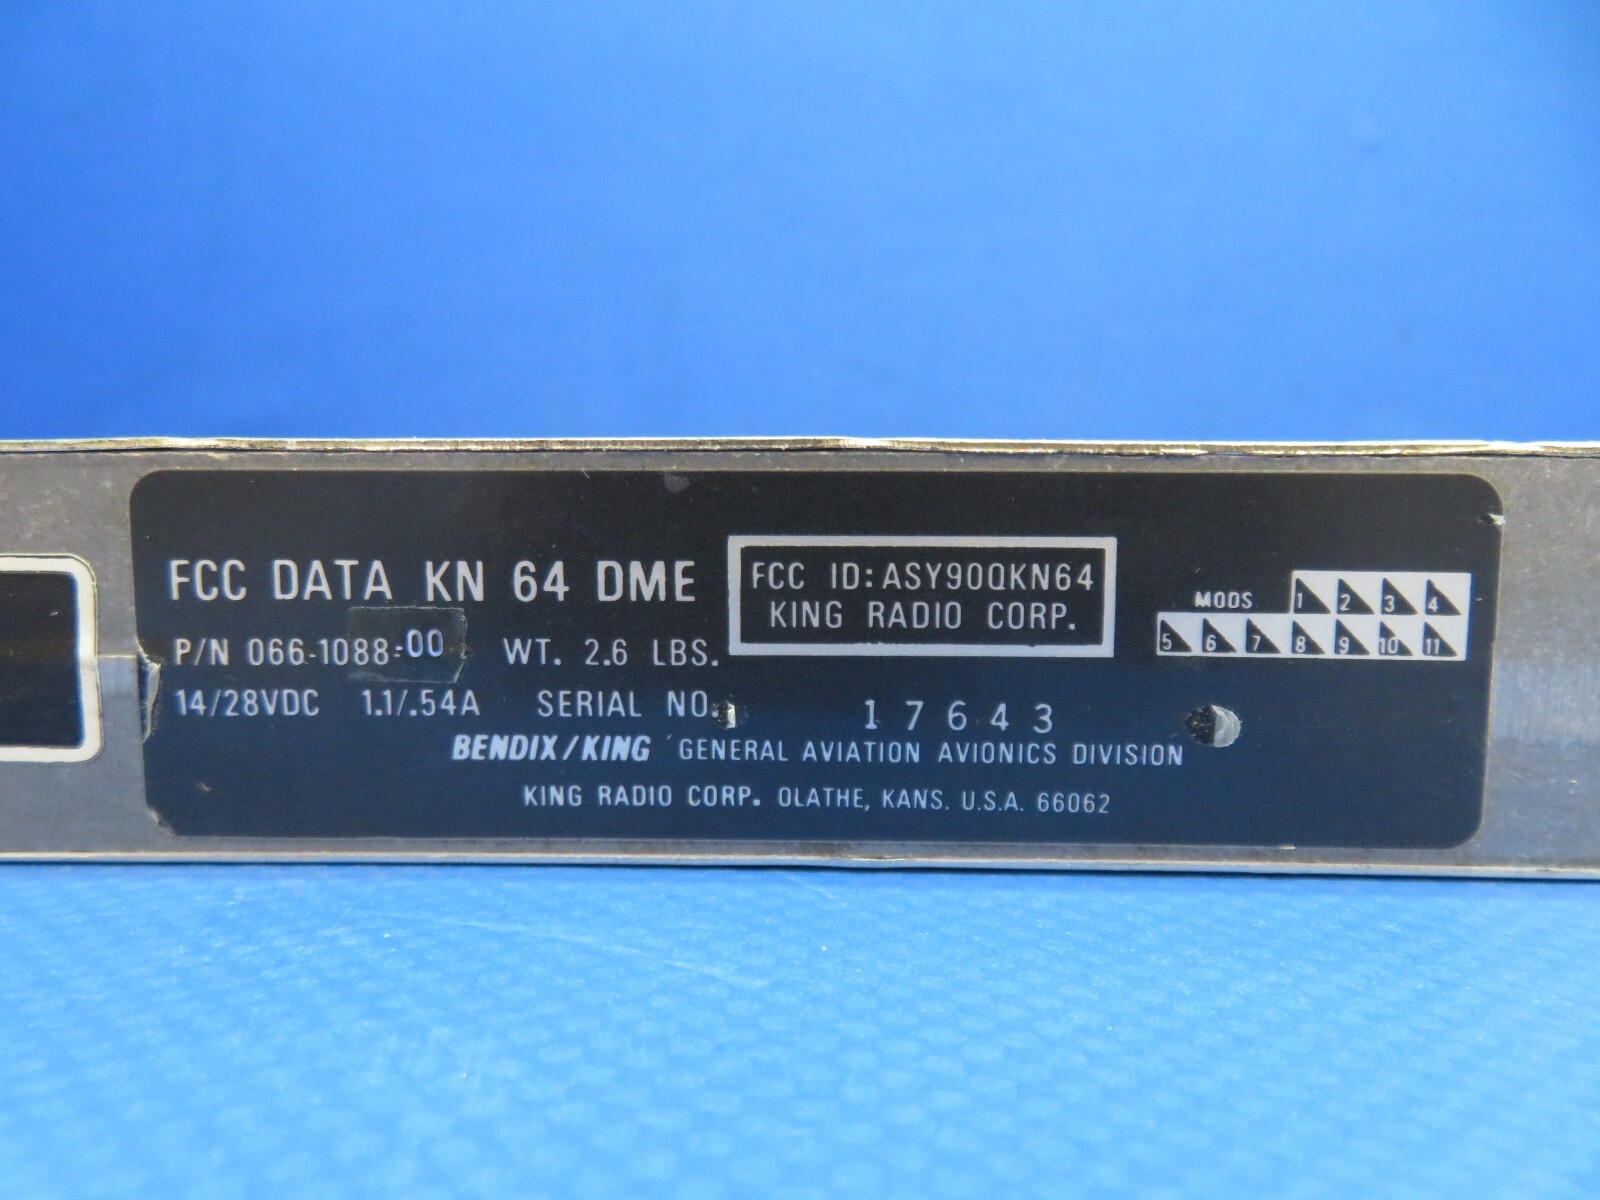 FCC DATA KN 64 DME
FCC ID: ASY90QKN64
KING RADIO CORP.
MODS 1 2 3 4
5 6 7 8 9 10 11
P/N 066-1088-00 WT. 2.6 LBS.
14/28VDC 1.1/.54A SERIAL NO. 17643
BENDIX/KING GENERAL AVIATION AVIONICS DIVISION
KING RADIO CORP. OLATHE, KANS. U.S.A. 66062